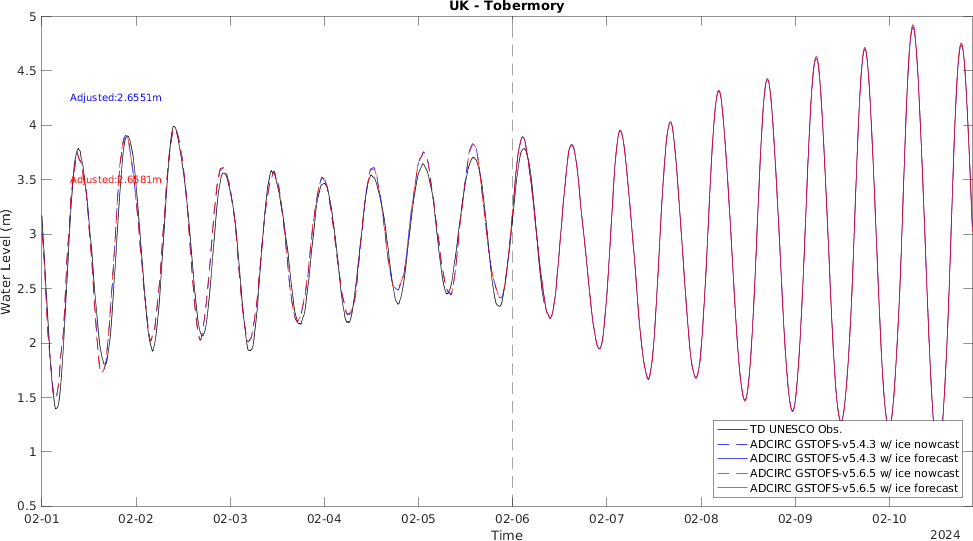 UK - Tobermory
5
4.5
4
3.5
3
2.5
2
1.5
1
0.5
Water Level (m)
Adjusted:2.6551m
Adjusted:2.6581m
TD UNESCO Obs.
ADCIRC GSTOFS-v5.4.3 w/ ice nowcast
ADCIRC GSTOFS-v5.4.3 w/ ice forecast
ADCIRC GSTOFS-v5.6.5 w/ ice nowcast
ADCIRC GSTOFS-v5.6.5 w/ ice forecast
02-01 02-02 02-03 02-04 02-05 02-06 02-07 02-08 02-09 02-10
Time
2024